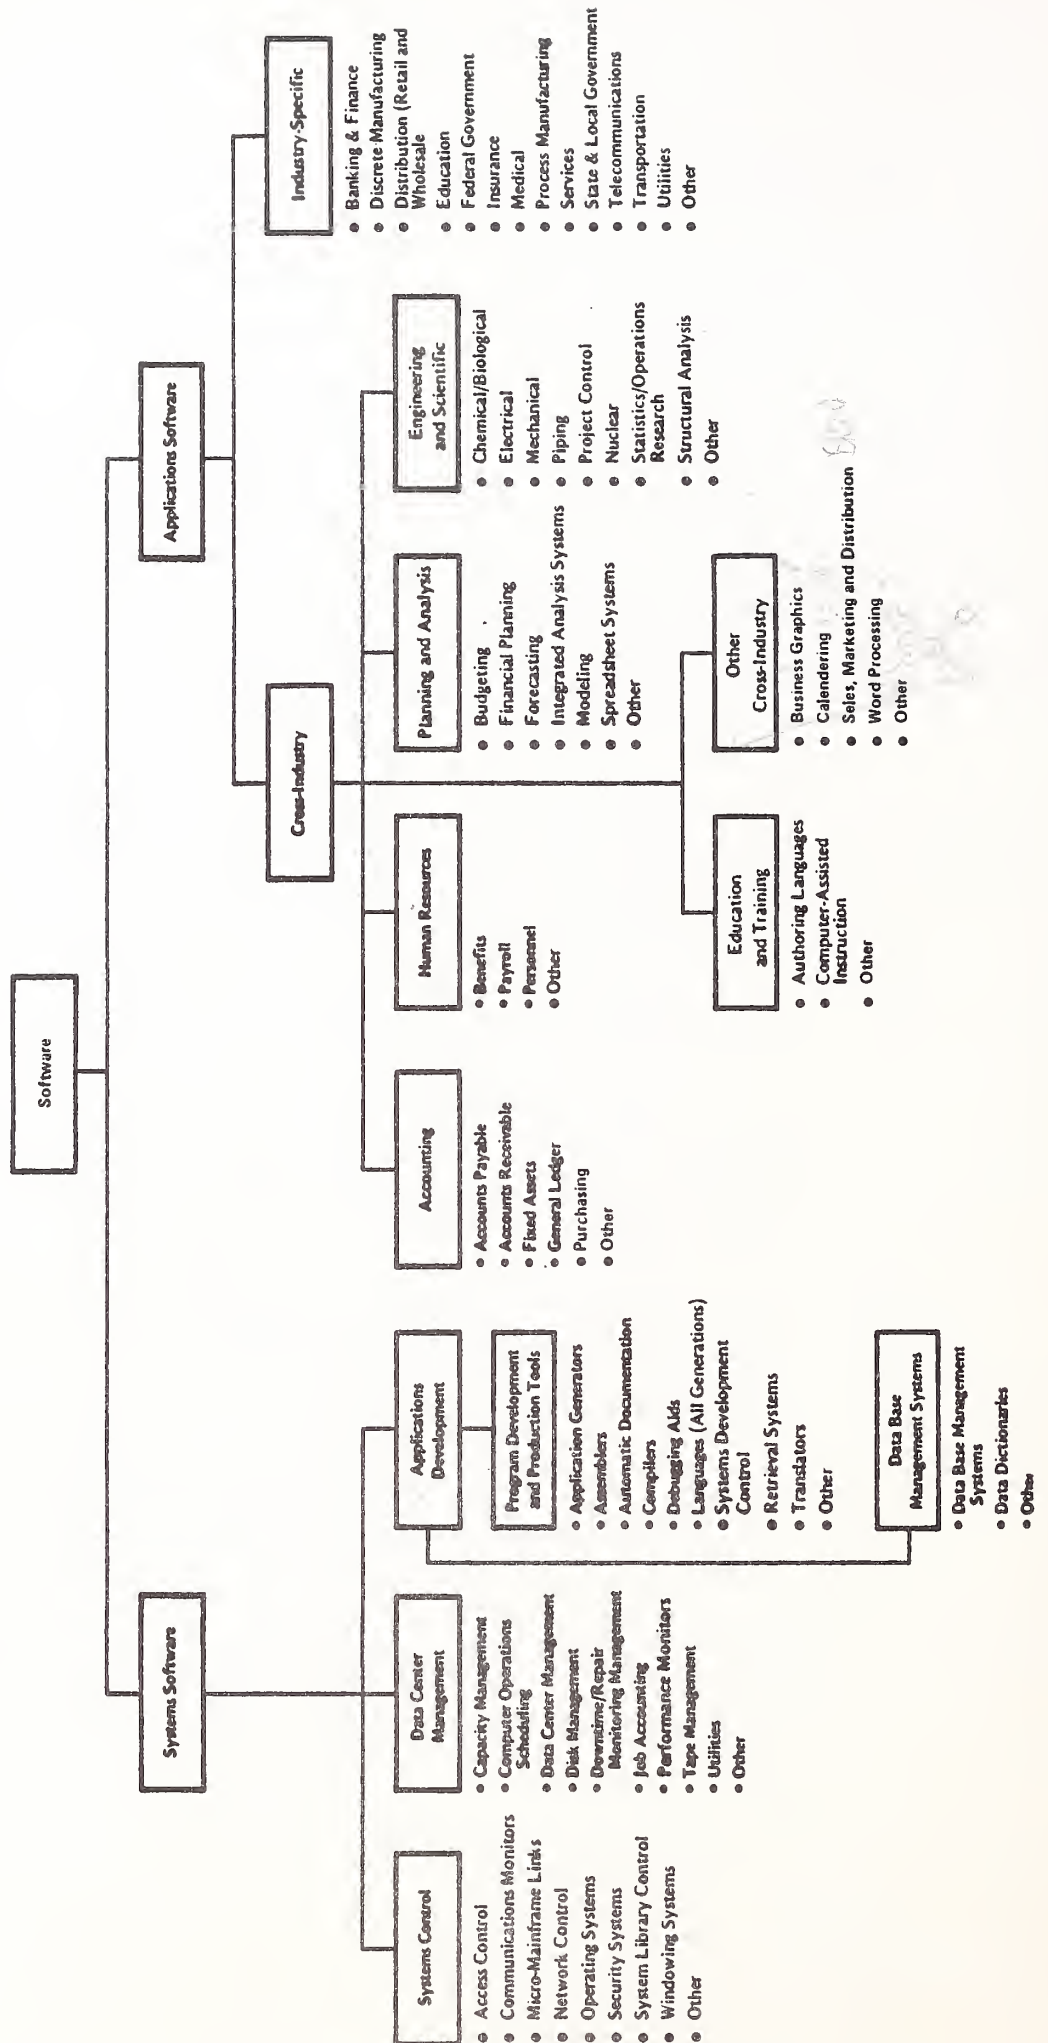 Software
Systems Software
Applications Software
Cross-Industry
Industry-Specific
• Banking & Finance
• Discrete Manufacturing
• Distribution (Retail and
Wholesale
• Education
• Federal Government
• Insurance
• Medical
• Process Manufacturing
• Services
• State & Local Government
• Telecommunications
• Transportation
• Utilities
• Other
Systems Control
• Access Control
• Communications Monitors
• Micro-Mainframe Links
• Network Control
• Operating Systems
• Security Systems
• System Library Control
• Windowing Systems
• Other
Data Center
Management
• Capacity Management
• Computer Operations
Scheduling
• Data Center Management
• Disk Management
• Downtime/Repair
Monitoring Management
• Job Accounting
• Performance Monitors
• Tape Management
• Utilities
• Other
Applications
Development
Program Development
and Production Tools
• Application Generators
• Assemblers
• Automatic Documentation
• Compilers
• Debugging Aids
• Languages (All Generations)
• Systems Development
Control
• Retrieval Systems
• Translators
• Other
Data Base
Management Systems
• Data Base Management
Systems
• Data Dictionaries
• Other
Accounting
• Accounts Payable
• Accounts Receivable
• Fixed Assets
• General Ledger
• Purchasing
• Other
Human Resources
• Benefits
• Payroll
• Personnel
• Other
Planning and Analysis
• Budgeting
• Financial Planning
• Forecasting
• Integrated Analysis Systems
• Modeling
• Spreadsheet Systems
• Other
Engineering
and Scientific
• Chemical/Biological
• Electrical
• Mechanical
• Piping
• Project Control
• Nuclear
• Statistics/Operations
Research
• Structural Analysis
• Other
Education
and Training
• Authoring Languages
• Computer-Assisted
Instruction
• Other
Other
Cross-Industry
• Business Graphics
• Calendering
• Sales, Marketing and Distribution
• Word Processing
• Other